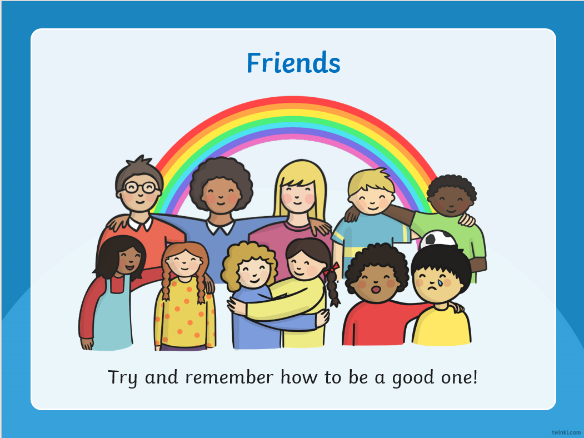 Friends
Try and remember how to be a good one!
twinkl.com